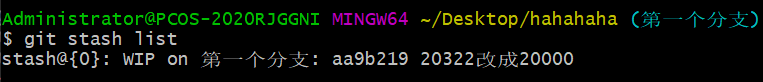 Administrator@PCOS-2020RJGGNI MINGW64 ~/Desktop/hahahaha (第一个分支)
$ git stash list
stash@{0}: WIP on 第一个分支: aa9b219 20322改成20000